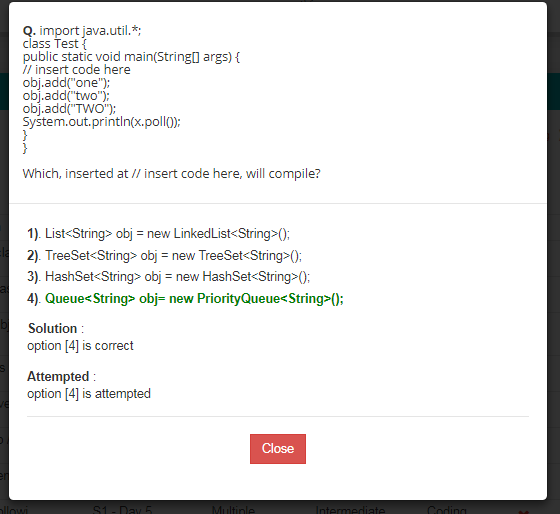 Q. import java.util.*;
class Test {
public static void main(String[] args) {
// insert code here
obj.add("one");
obj.add("two");
obj.add("TWO");
System.out.println(x.poll());
}
}
Which, inserted at // insert code here, will compile?
1). List<String> obj = new LinkedList<String>();
2). TreeSet<String> obj = new TreeSet<String>();
3). HashSet<String> obj = new HashSet<String>();
4). Queue<String> obj= new PriorityQueue<String>();
Solution :
option [4] is correct
Attempted :
option [4] is attempted
Close
S1 - Day 5 Multiple Intermediate Coding